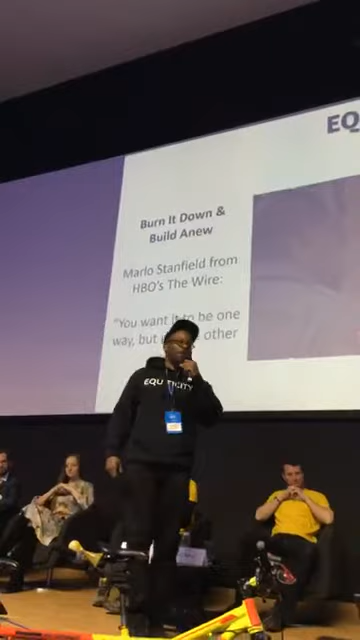 EQ
Burn It Down &
Build Anew
Marlo Stanfield from
HBO's The Wire:
"You want it to be one
way, but other
EQUITICITY